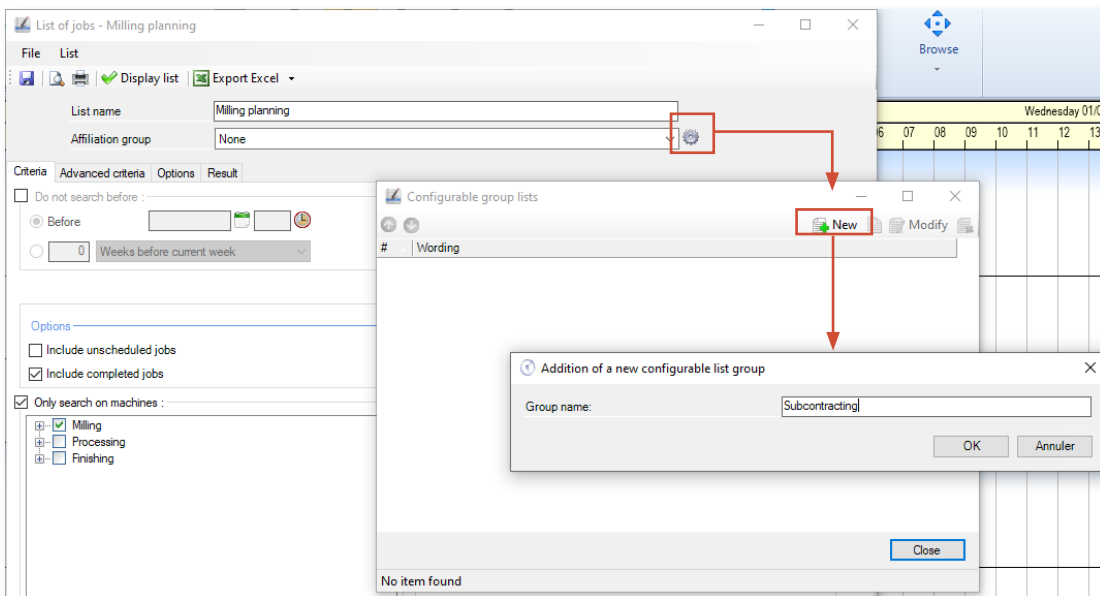 List of jobs - Milling planning
Browse
File List
Display list Export Excel
List name Milling planning
Affiliation group None
Wednesday 01/0
07 08 09 10 11 12 13
Criteria Advanced criteria Options Result
Do not search before :
Before
0 Weeks before current week
Configurable group lists
New Modify
# Wording
Options
Include unscheduled jobs
Include completed jobs
Only search on machines :
Milling
Processing
Finishing
Addition of a new configurable list group
Group name: Subcontracting
OK Annuler
Close
No item found